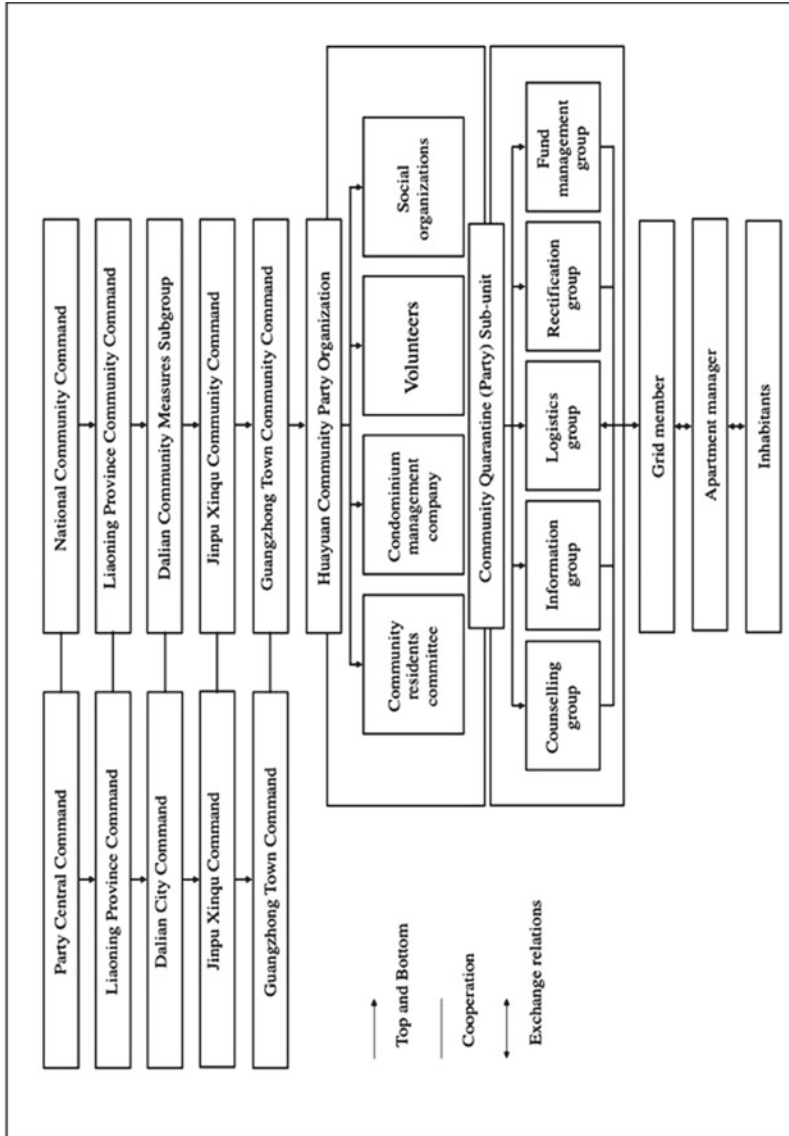 Party Central Command
Liaoning Province Command
Dalian City Command
Jinpu Xinqu Command
Guangzhong Town Command
National Community Command
Liaoning Province Community Command
Dalian Community Measures Subgroup
Jinpu Xinqu Community Command
Guangzhong Town Community Command
Huayuan Community Party Organization
Community
residents
committee
Condominium
management
company
Volunteers
Social
organizations
Community Quarantine (Party) Sub-unit
Counselling
group
Information
group
Logistics
group
Rectification
group
Fund
management
group
Grid member
Apartment manager
Inhabitants
Top and Bottom
Cooperation
Exchange relations